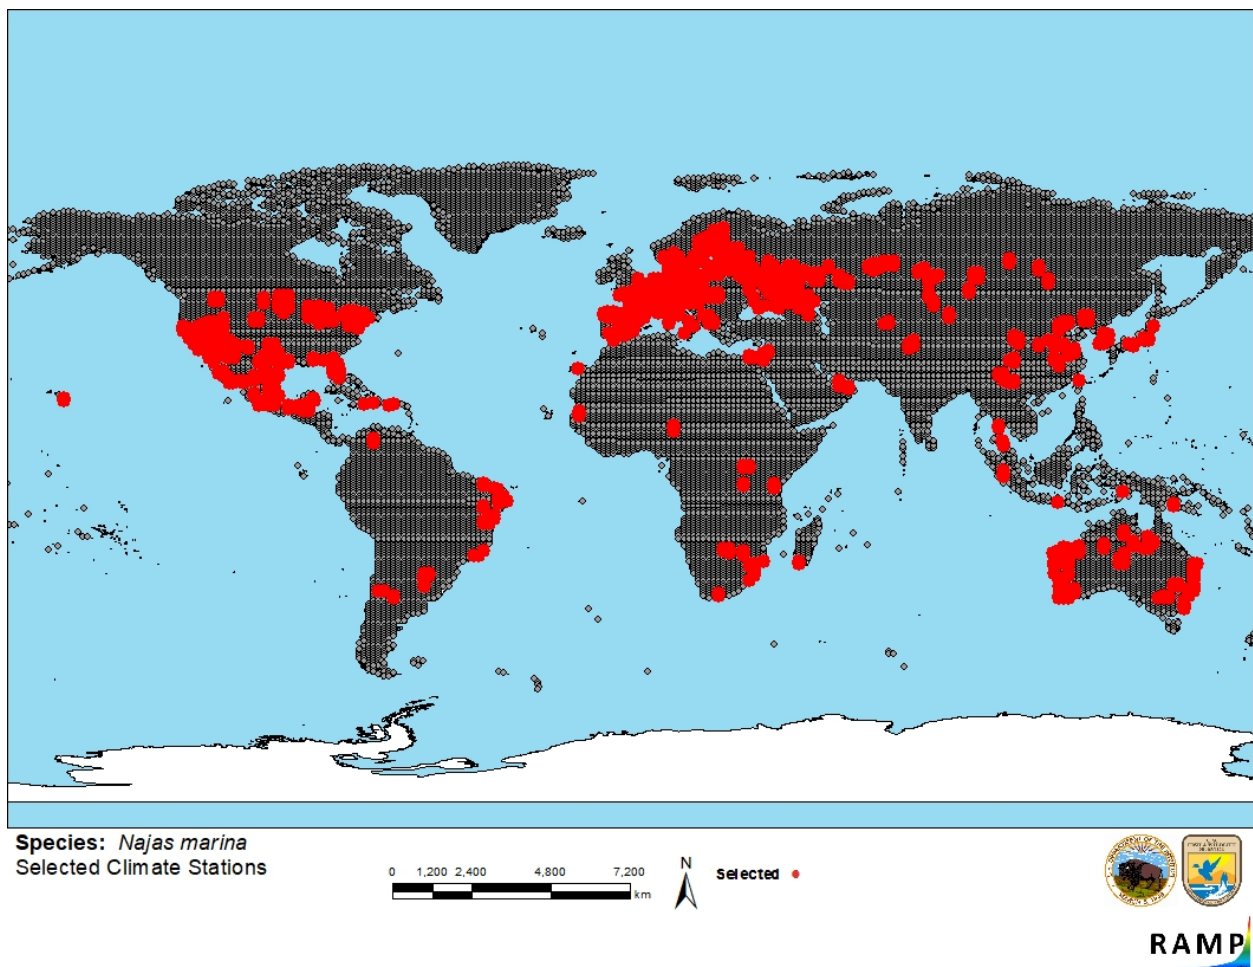 Species: Najas marina
Selected Climate Stations
0 1,200 2,400 4,800 7,200
km
N
Selected
RAMP